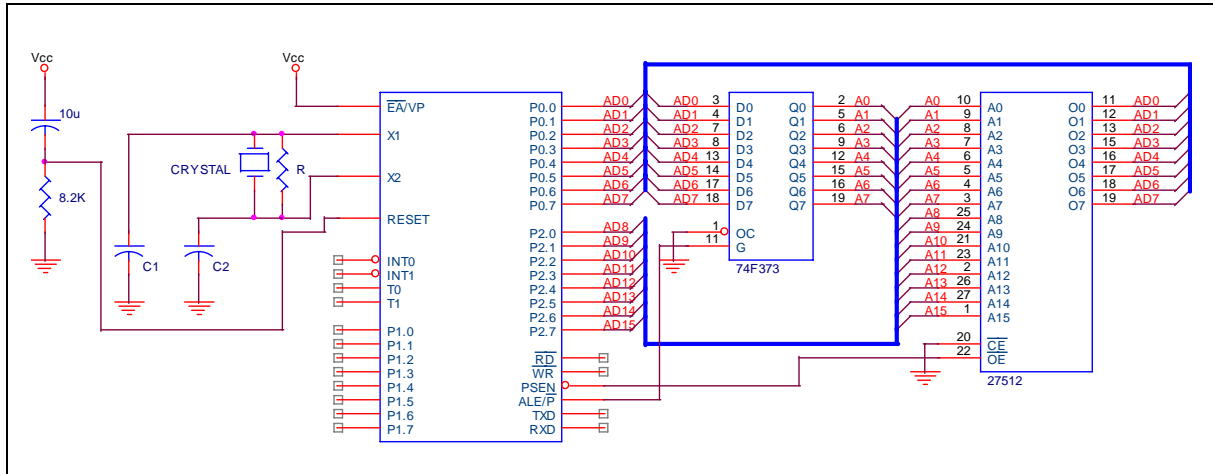 Vcc
10u
8.2K
C1
C2
CRYSTAL
R
Vcc
EA/VP
X1
X2
RESET
INT0
INT1
T0
T1
P1.0
P1.1
P1.2
P1.3
P1.4
P1.5
P1.6
P1.7
P0.0
P0.1
P0.2
P0.3
P0.4
P0.5
P0.6
P0.7
P2.0
P2.1
P2.2
P2.3
P2.4
P2.5
P2.6
P2.7
RD
WR
PSEN
ALE/P
TXD
RXD
AD0
AD1
AD2
AD3
AD4
AD5
AD6
AD7
AD8
AD9
AD10
AD11
AD12
AD13
AD14
AD15
AD0 3 D0
AD1 4 D1
AD2 7 D2
AD3 8 D3
AD4 13 D4
AD5 14 D5
AD6 17 D6
AD7 18 D7
1 OC
11 G
74F373
Q0 2 A0
Q1 5 A1
Q2 6 A2
Q3 9 A3
Q4 12 A4
Q5 15 A5
Q6 16 A6
Q7 19 A7
A0 10 A0
A1 9 A1
A2 8 A2
A3 7 A3
A4 6 A4
A5 5 A5
A6 4 A6
A7 3 A7
A8 25 A8
A9 24 A9
A10 21 A10
A11 23 A11
A12 2 A12
A13 26 A13
A14 27 A14
A15 1 A15
20 CE
22 OE
27512
O0 11 AD0
O1 12 AD1
O2 13 AD2
O3 15 AD3
O4 16 AD4
O5 17 AD5
O6 18 AD6
O7 19 AD7